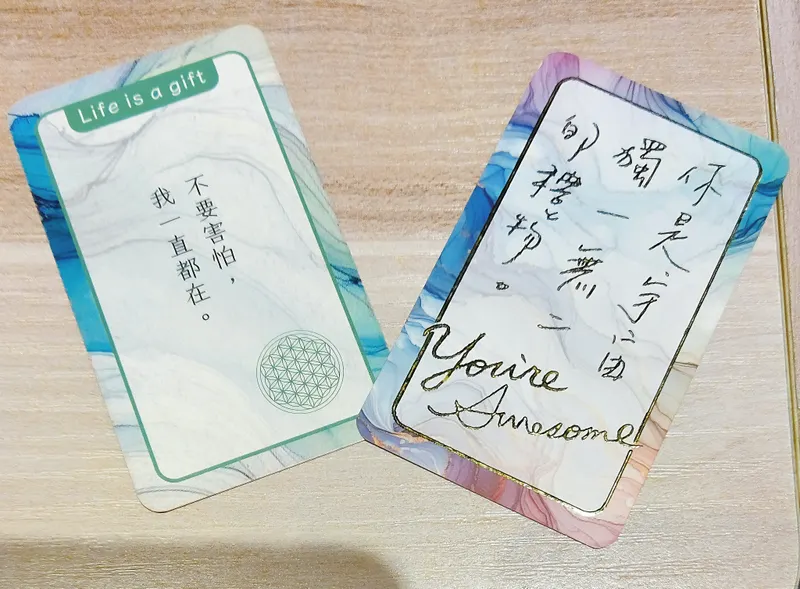 Life is a gift
不要害怕，
我一直都在。
你是宇宙
獨一無二
的禮物。
You're
Awesome